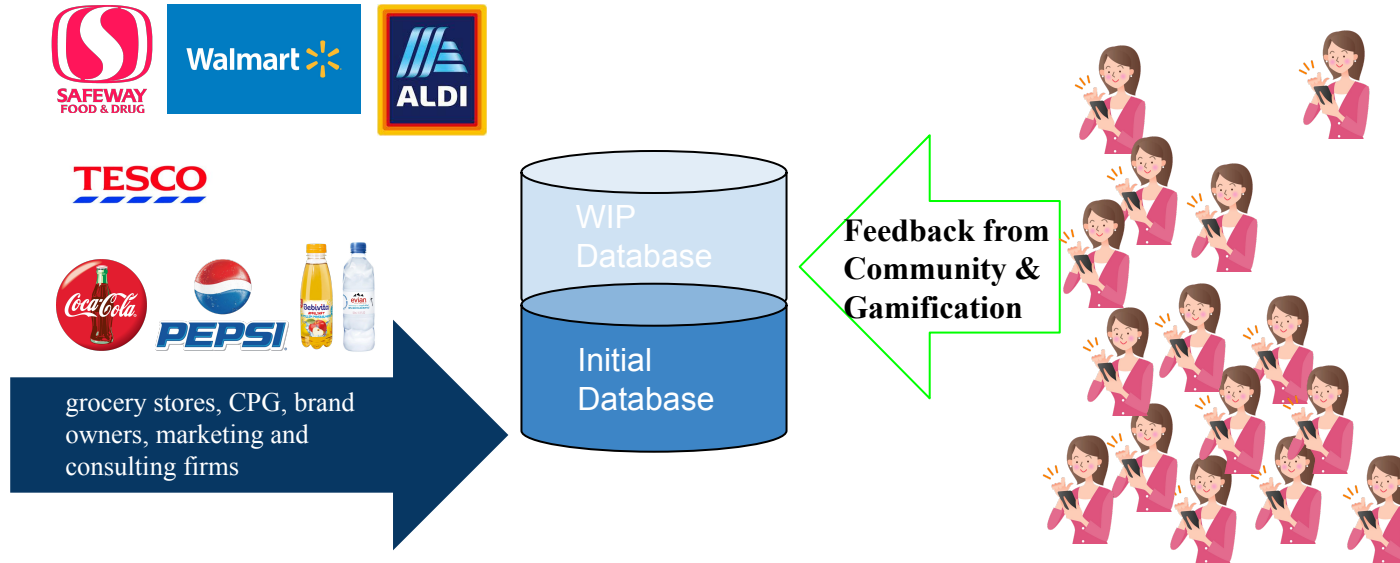 SAFEWAY
FOOD & DRUG
Walmart
ALDI
TESCO
Coca-Cola
PEPSI
Bebivita
evian
grocery stores, CPG, brand
owners, marketing and
consulting firms
WIP
Database
Initial
Database
Feedback from
Community &
Gamification